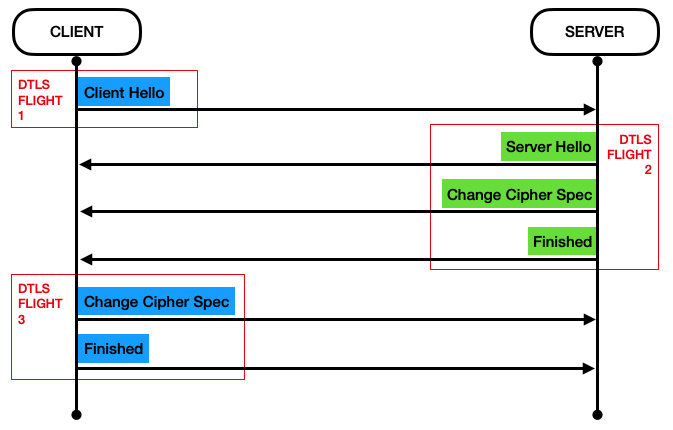 CLIENT
SERVER
DTLS
FLIGHT
1
Client Hello
DTLS
FLIGHT
2
Server Hello
Change Cipher Spec
Finished
DTLS
FLIGHT
3
Change Cipher Spec
Finished